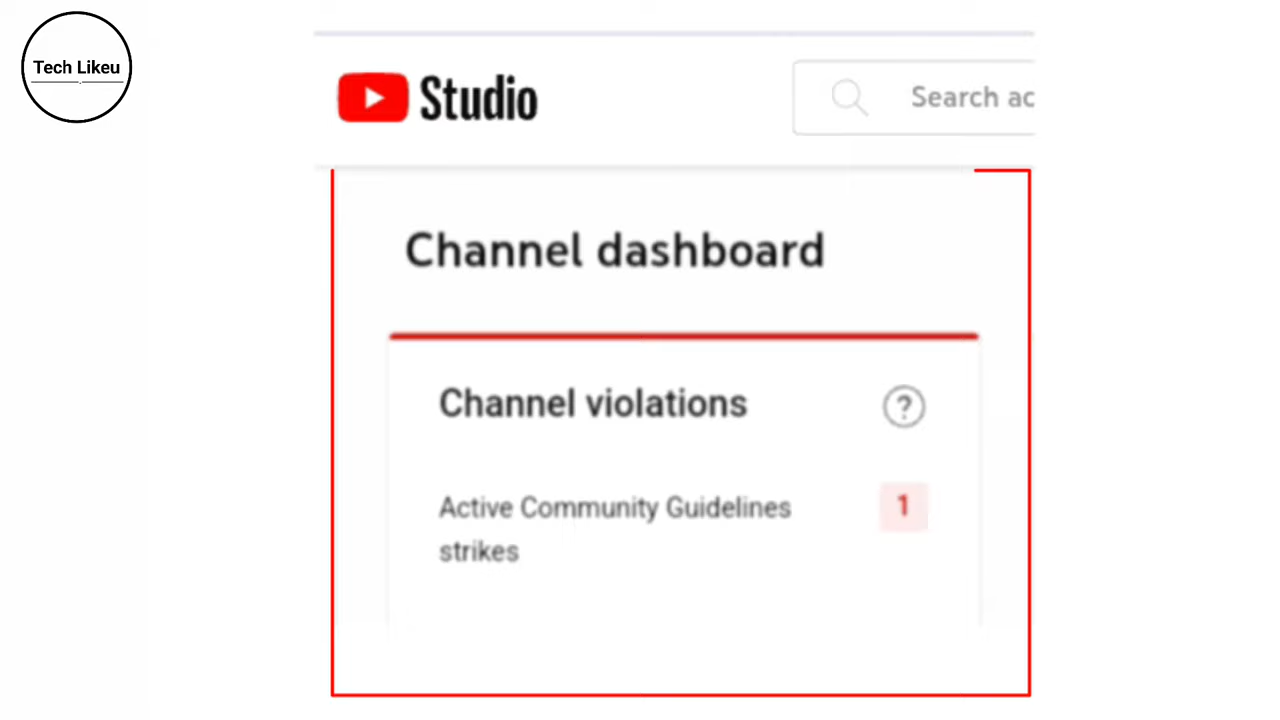 Tech Likeu
Studio
Search ac
Channel dashboard
Channel violations
?
Active Community Guidelines
1
strikes